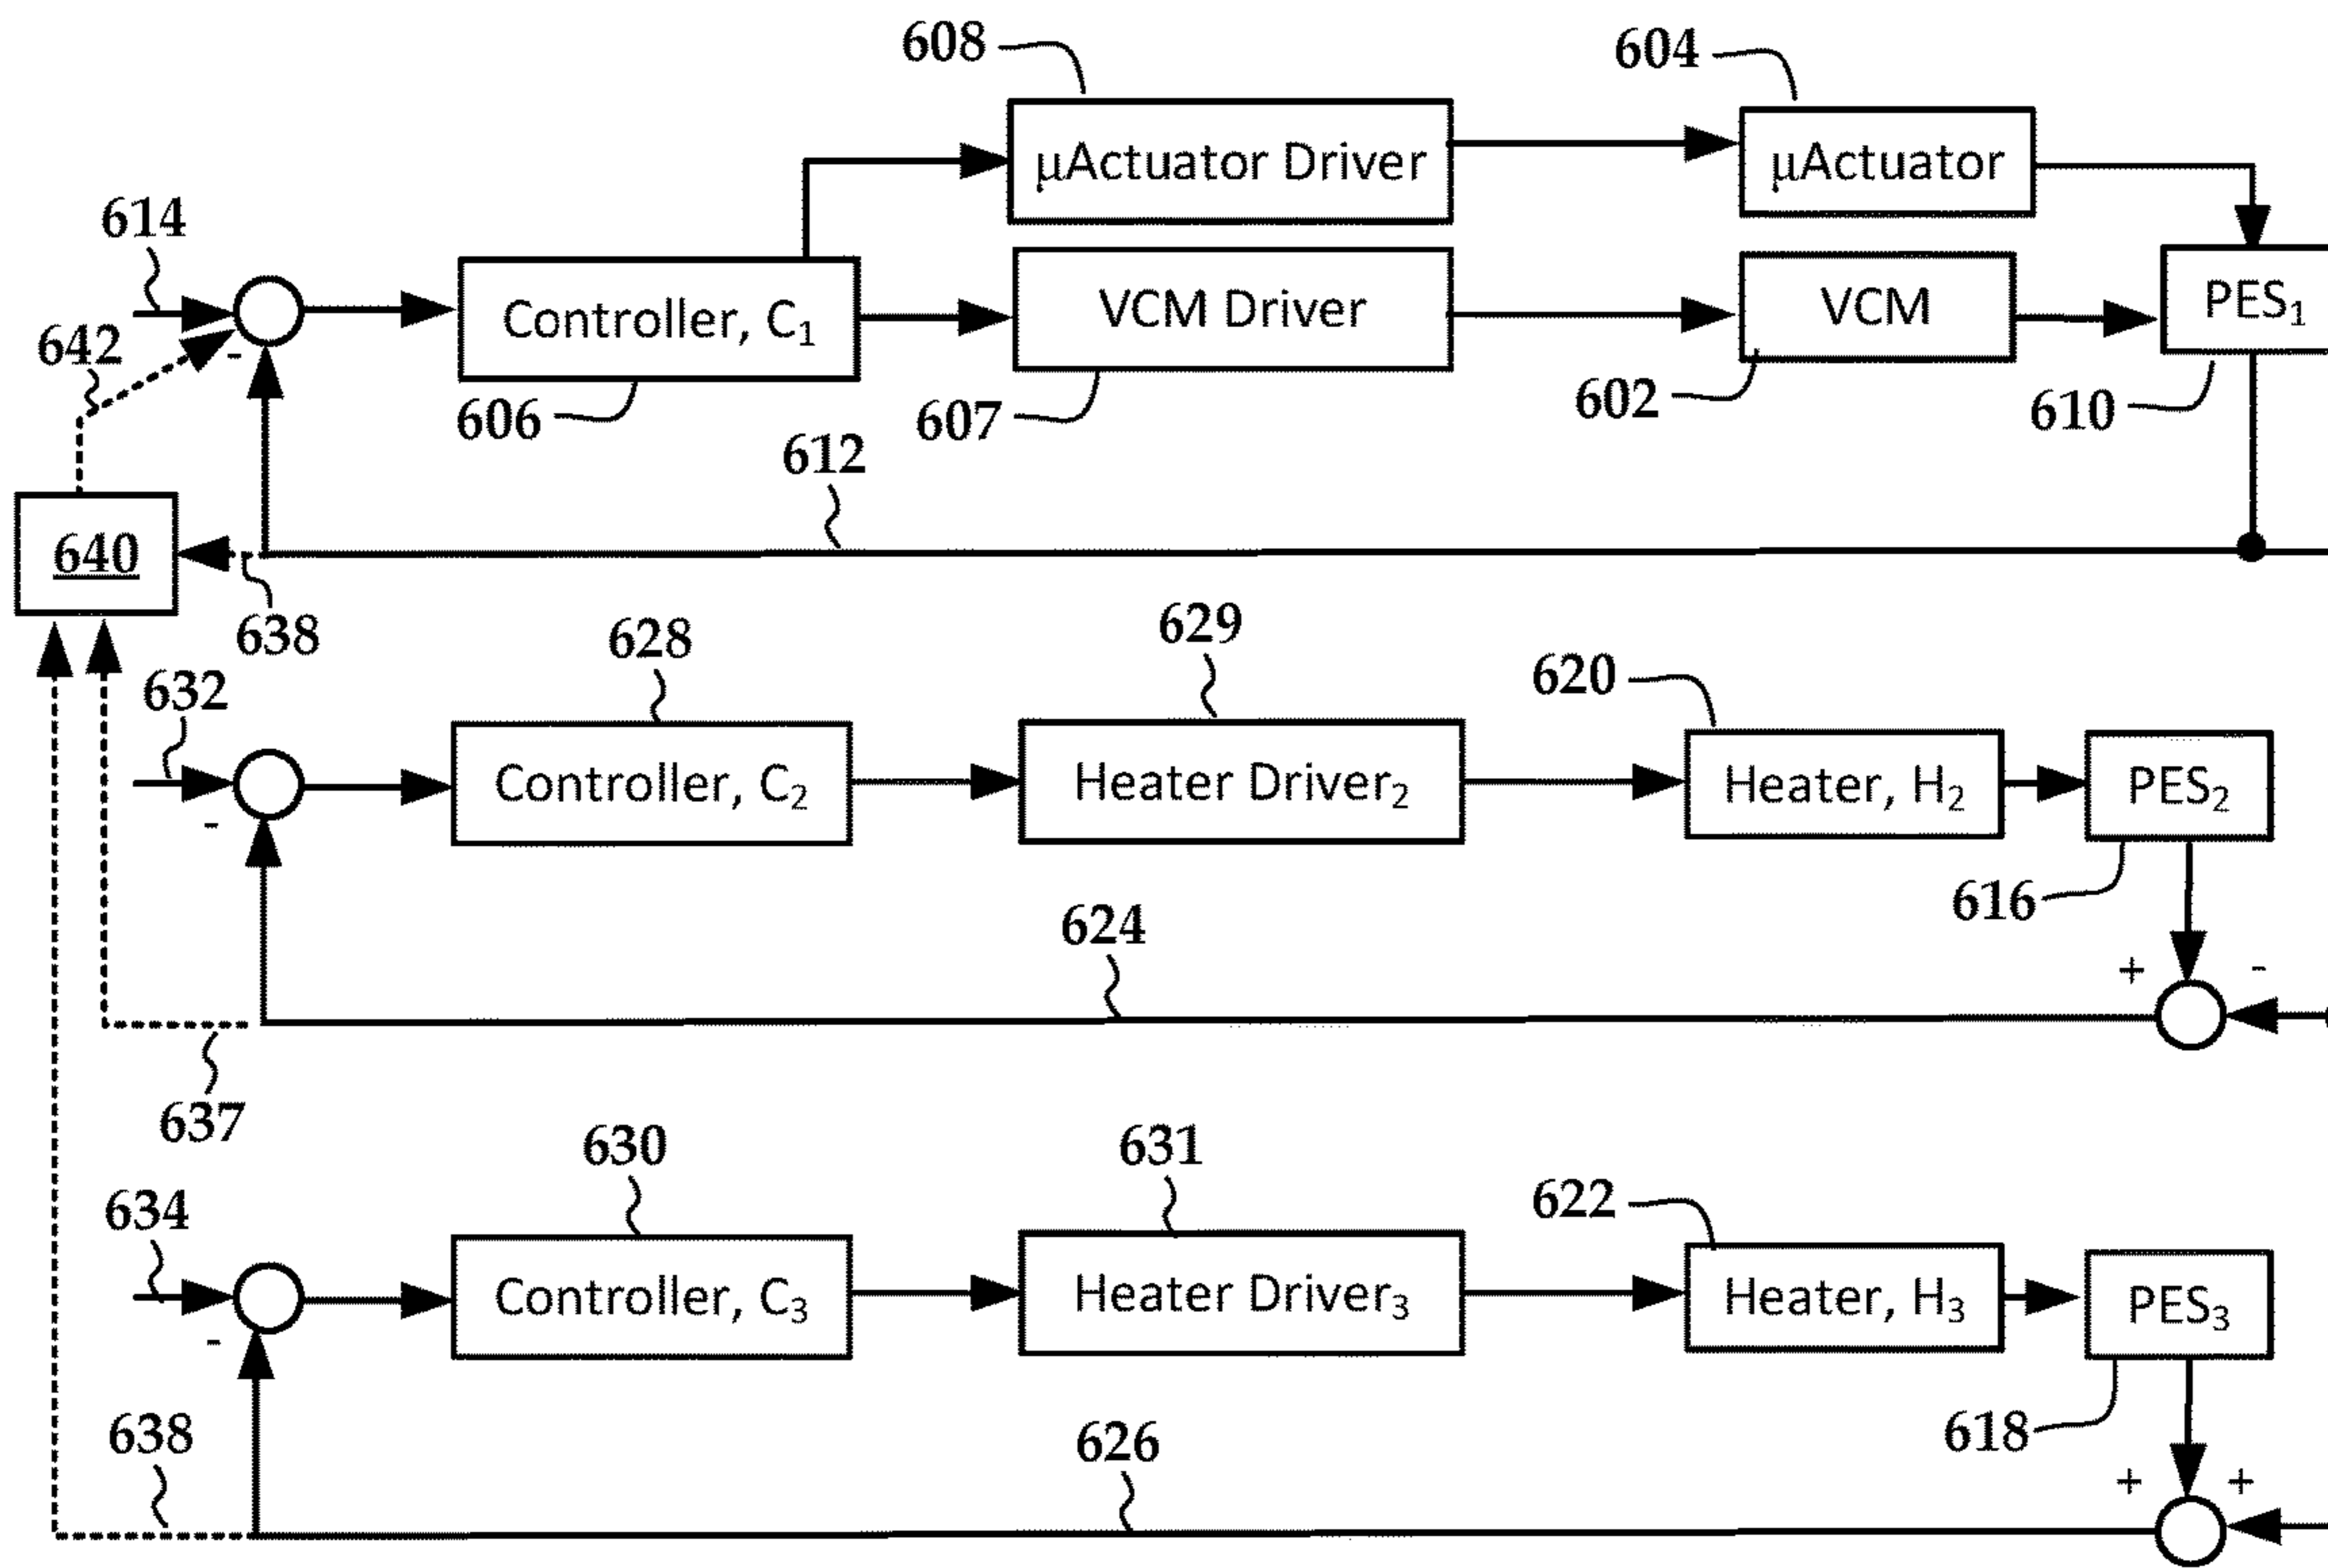 608
604
μActuator Driver
μActuator
614
642
Controller, C₁
VCM Driver
VCM
PES₁
-
606
607
602
610
612
640
638
628
629
620
632
Controller, C₂
Heater Driver₂
Heater, H₂
PES₂
-
616
624
+ -
637
630
631
622
634
Controller, C₃
Heater Driver₃
Heater, H₃
PES₃
-
638
626
618
+ +